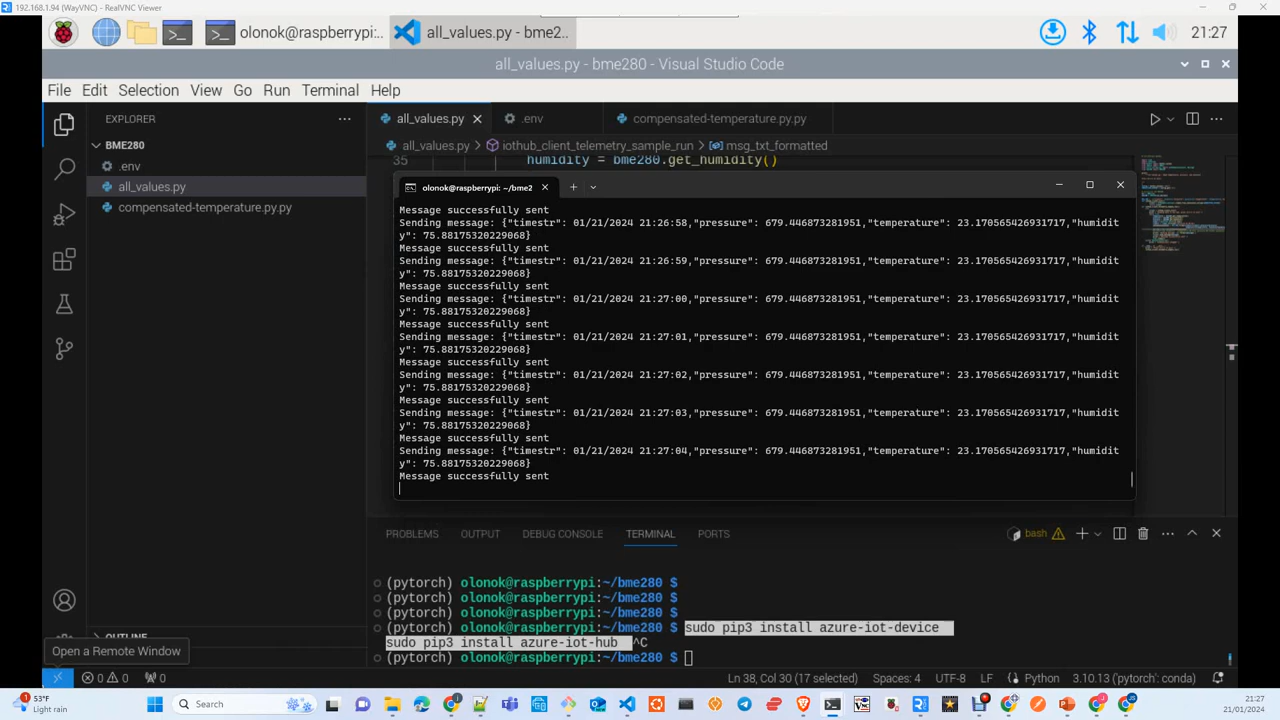 192.168.1.94 (WayVNC) - RealVNC Viewer
olonok@raspberrypi:.. all_values.py - bme2.. 21:27
all_values.py - bme280 - Visual Studio Code
File Edit Selection View Go Run Terminal Help
EXPLORER all_values.py .env compensated-temperature.py.py
BME280 all_values.py > iothub_client_telemetry_sample_run > msg_txt_formatted
35 humidity = bme280.get_humidity()
.env
all_values.py
compensated-temperature.py.py
olonok@raspberrypi: ~/bme2
Message successfully sent
Sending message: {"timestr": 01/21/2024 21:26:58,"pressure": 679.446873281951,"temperature": 23.170565426931717,"humidit
y": 75.88175320229068}
Message successfully sent
Sending message: {"timestr": 01/21/2024 21:26:59,"pressure": 679.446873281951,"temperature": 23.170565426931717,"humidit
y": 75.88175320229068}
Message successfully sent
Sending message: {"timestr": 01/21/2024 21:27:00,"pressure": 679.446873281951,"temperature": 23.170565426931717,"humidit
y": 75.88175320229068}
Message successfully sent
Sending message: {"timestr": 01/21/2024 21:27:01,"pressure": 679.446873281951,"temperature": 23.170565426931717,"humidit
y": 75.88175320229068}
Message successfully sent
Sending message: {"timestr": 01/21/2024 21:27:02,"pressure": 679.446873281951,"temperature": 23.170565426931717,"humidit
y": 75.88175320229068}
Message successfully sent
Sending message: {"timestr": 01/21/2024 21:27:03,"pressure": 679.446873281951,"temperature": 23.170565426931717,"humidit
y": 75.88175320229068}
Message successfully sent
Sending message: {"timestr": 01/21/2024 21:27:04,"pressure": 679.446873281951,"temperature": 23.170565426931717,"humidit
y": 75.88175320229068}
Message successfully sent
PROBLEMS OUTPUT DEBUG CONSOLE TERMINAL PORTS bash
(pytorch) olonok@raspberrypi:~/bme280 $
(pytorch) olonok@raspberrypi:~/bme280 $
(pytorch) olonok@raspberrypi:~/bme280 $
(pytorch) olonok@raspberrypi:~/bme280 $ sudo pip3 install azure-iot-device
sudo pip3 install azure-iot-hub ^C
(pytorch) olonok@raspberrypi:~/bme280 $
OUTLINE
Open a Remote Window
0 0 0 Ln 38, Col 30 (17 selected) Spaces: 4 UTF-8 LF Python 3.10.13 ('pytorch': conda)
53°F
Light rain
Search
21:27
21/01/2024